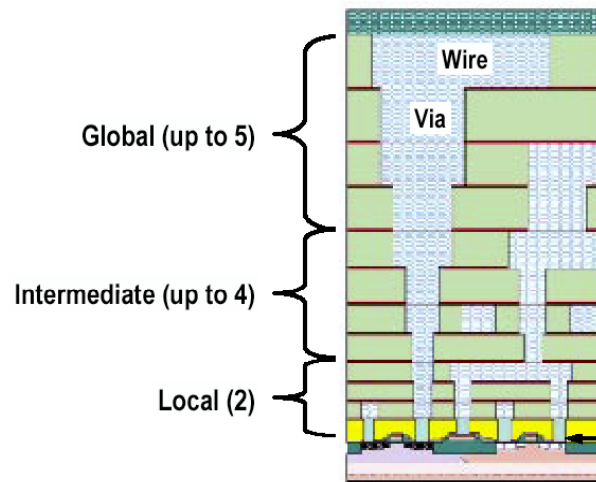 Wire
Via
Global (up to 5)
Intermediate (up to 4)
Local (2)